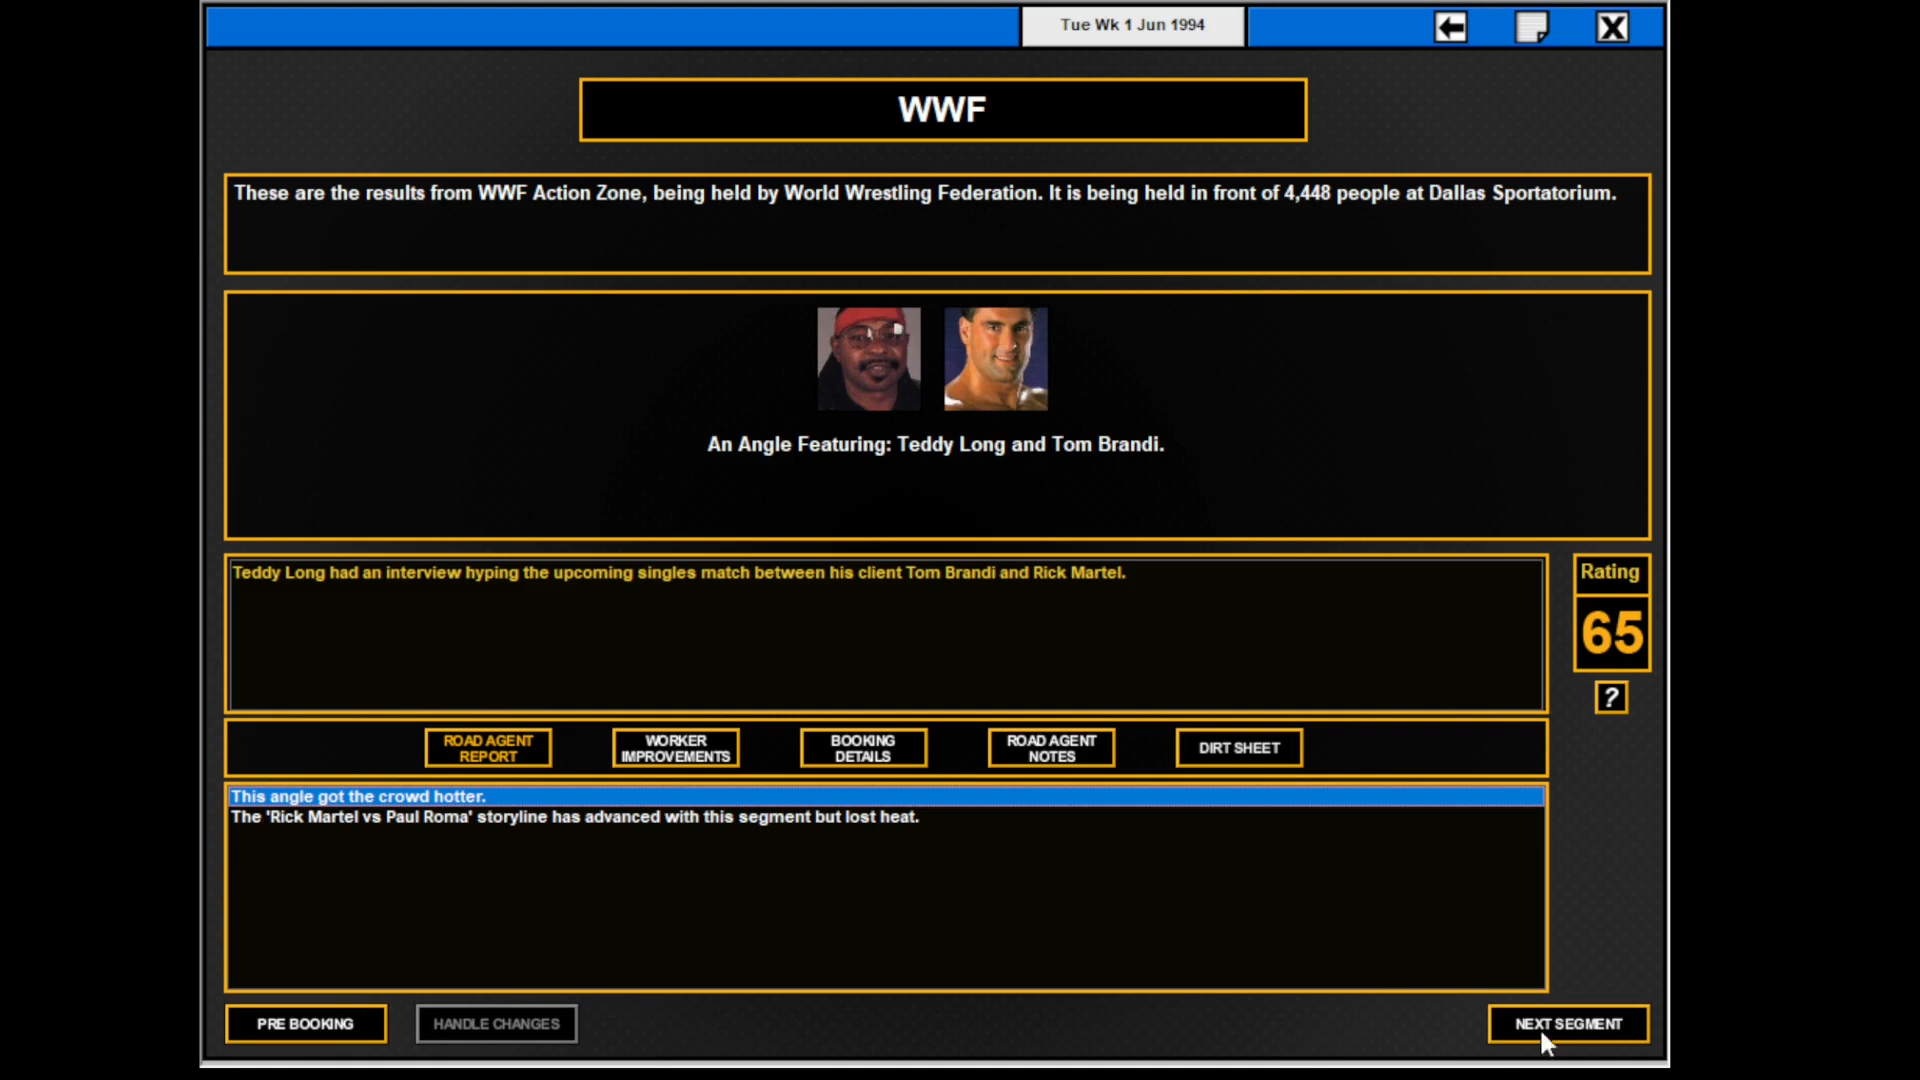 Tue Wk 1 Jun 1994
WWF
These are the results from WWF Action Zone, being held by World Wrestling Federation. It is being held in front of 4,448 people at Dallas Sportatorium.
An Angle Featuring: Teddy Long and Tom Brandi.
Teddy Long had an interview hyping the upcoming singles match between his client Tom Brandi and Rick Martel.
Rating
65
?
ROAD AGENT REPORT
WORKER IMPROVEMENTS
BOOKING DETAILS
ROAD AGENT NOTES
DIRT SHEET
This angle got the crowd hotter.
The 'Rick Martel vs Paul Roma' storyline has advanced with this segment but lost heat.
PRE BOOKING
HANDLE CHANGES
NEXT SEGMENT